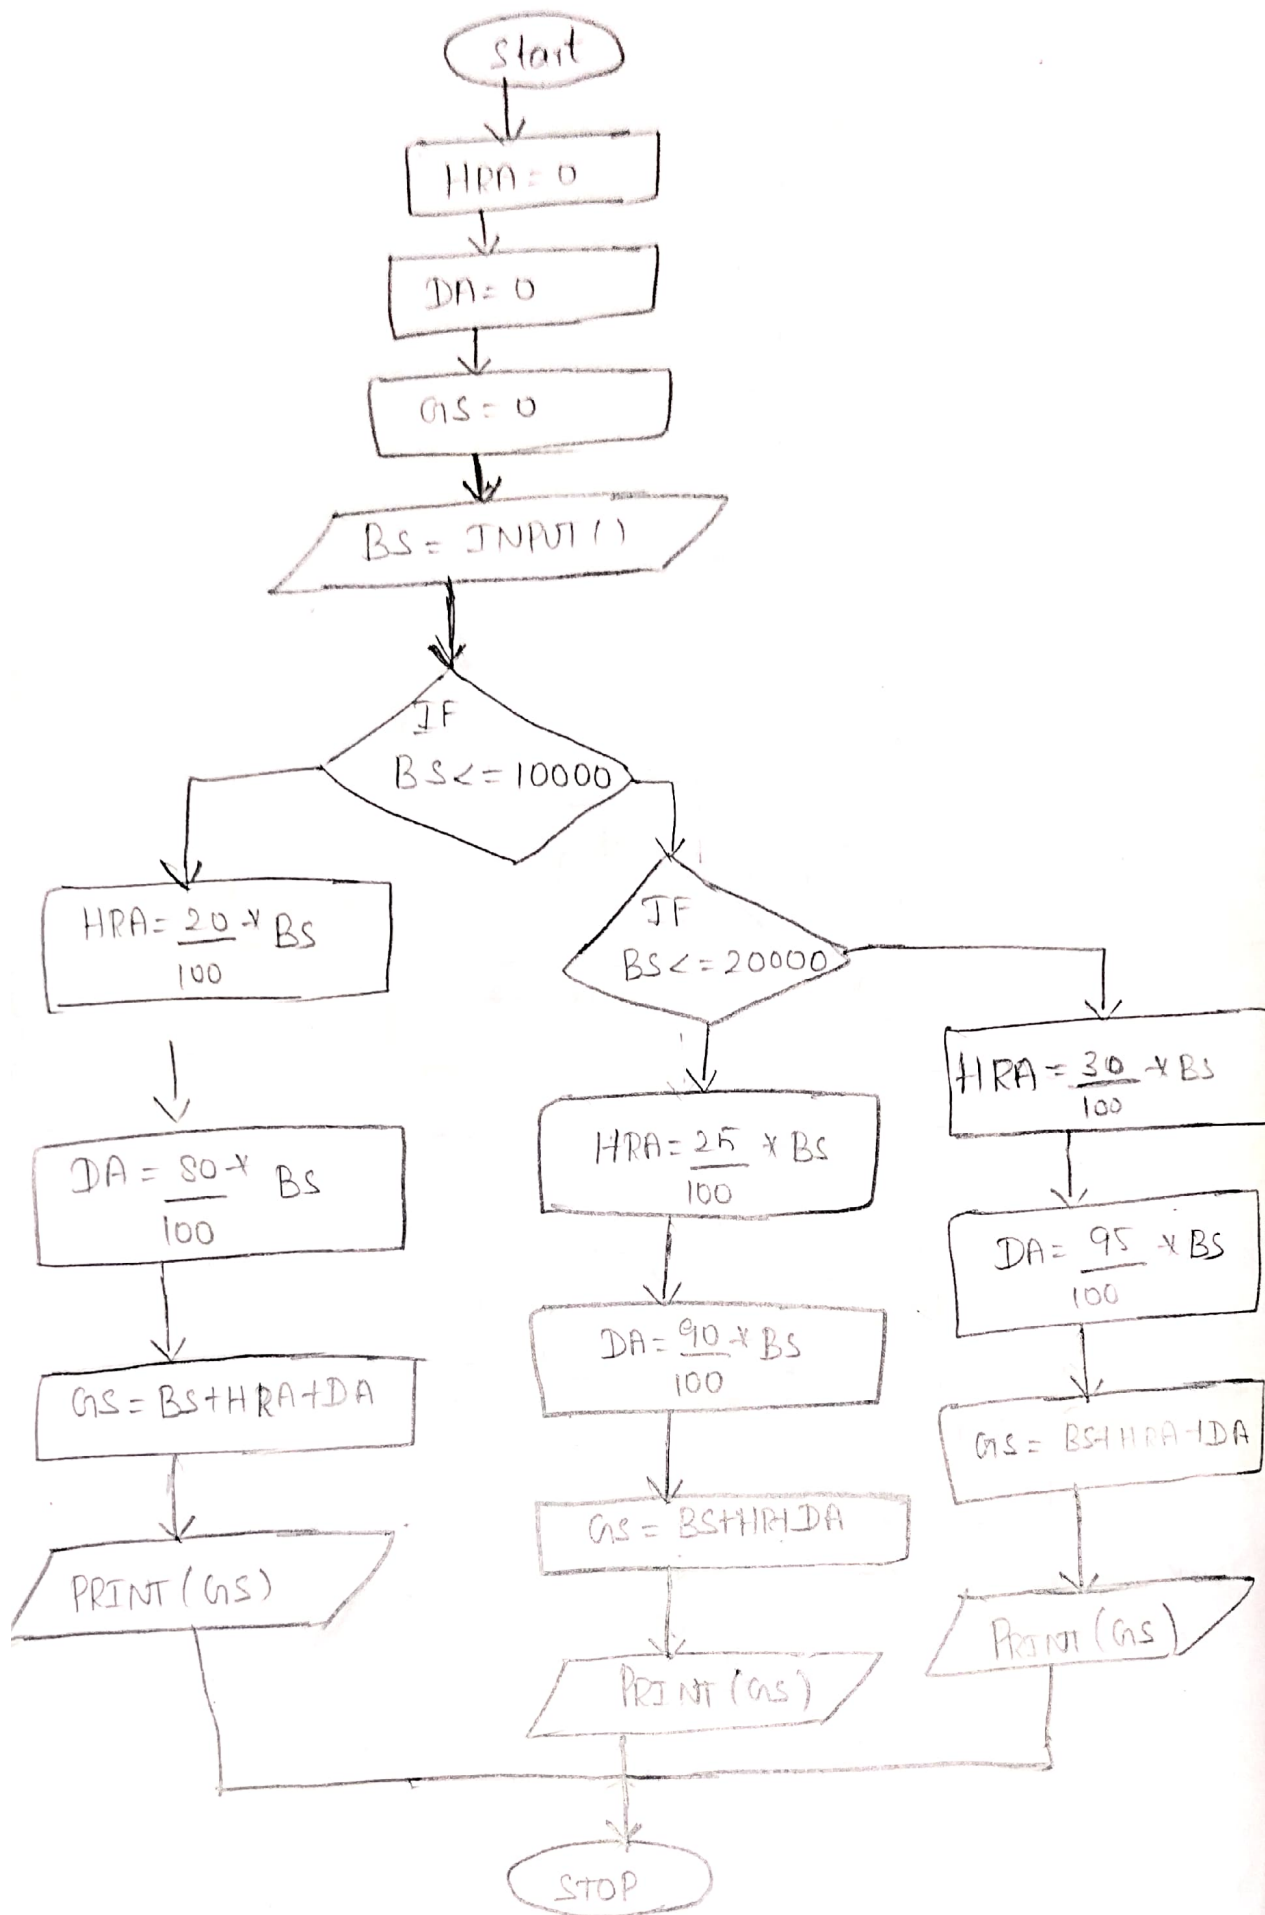 Start
HRA = 0
DA = 0
GS = 0
BS = INPUT()
IF
BS <= 10000
HRA = 20 * BS
100
DA = 80 * BS
100
GS = BS+HRA+DA
PRINT (GS)
IF
BS <= 20000
HRA = 25 * BS
100
DA = 90 * BS
100
GS = BS+HR+DA
PRINT (GS)
HRA = 30 * BS
100
DA = 95 * BS
100
GS = BS+HRA+DA
PRINT (GS)
STOP